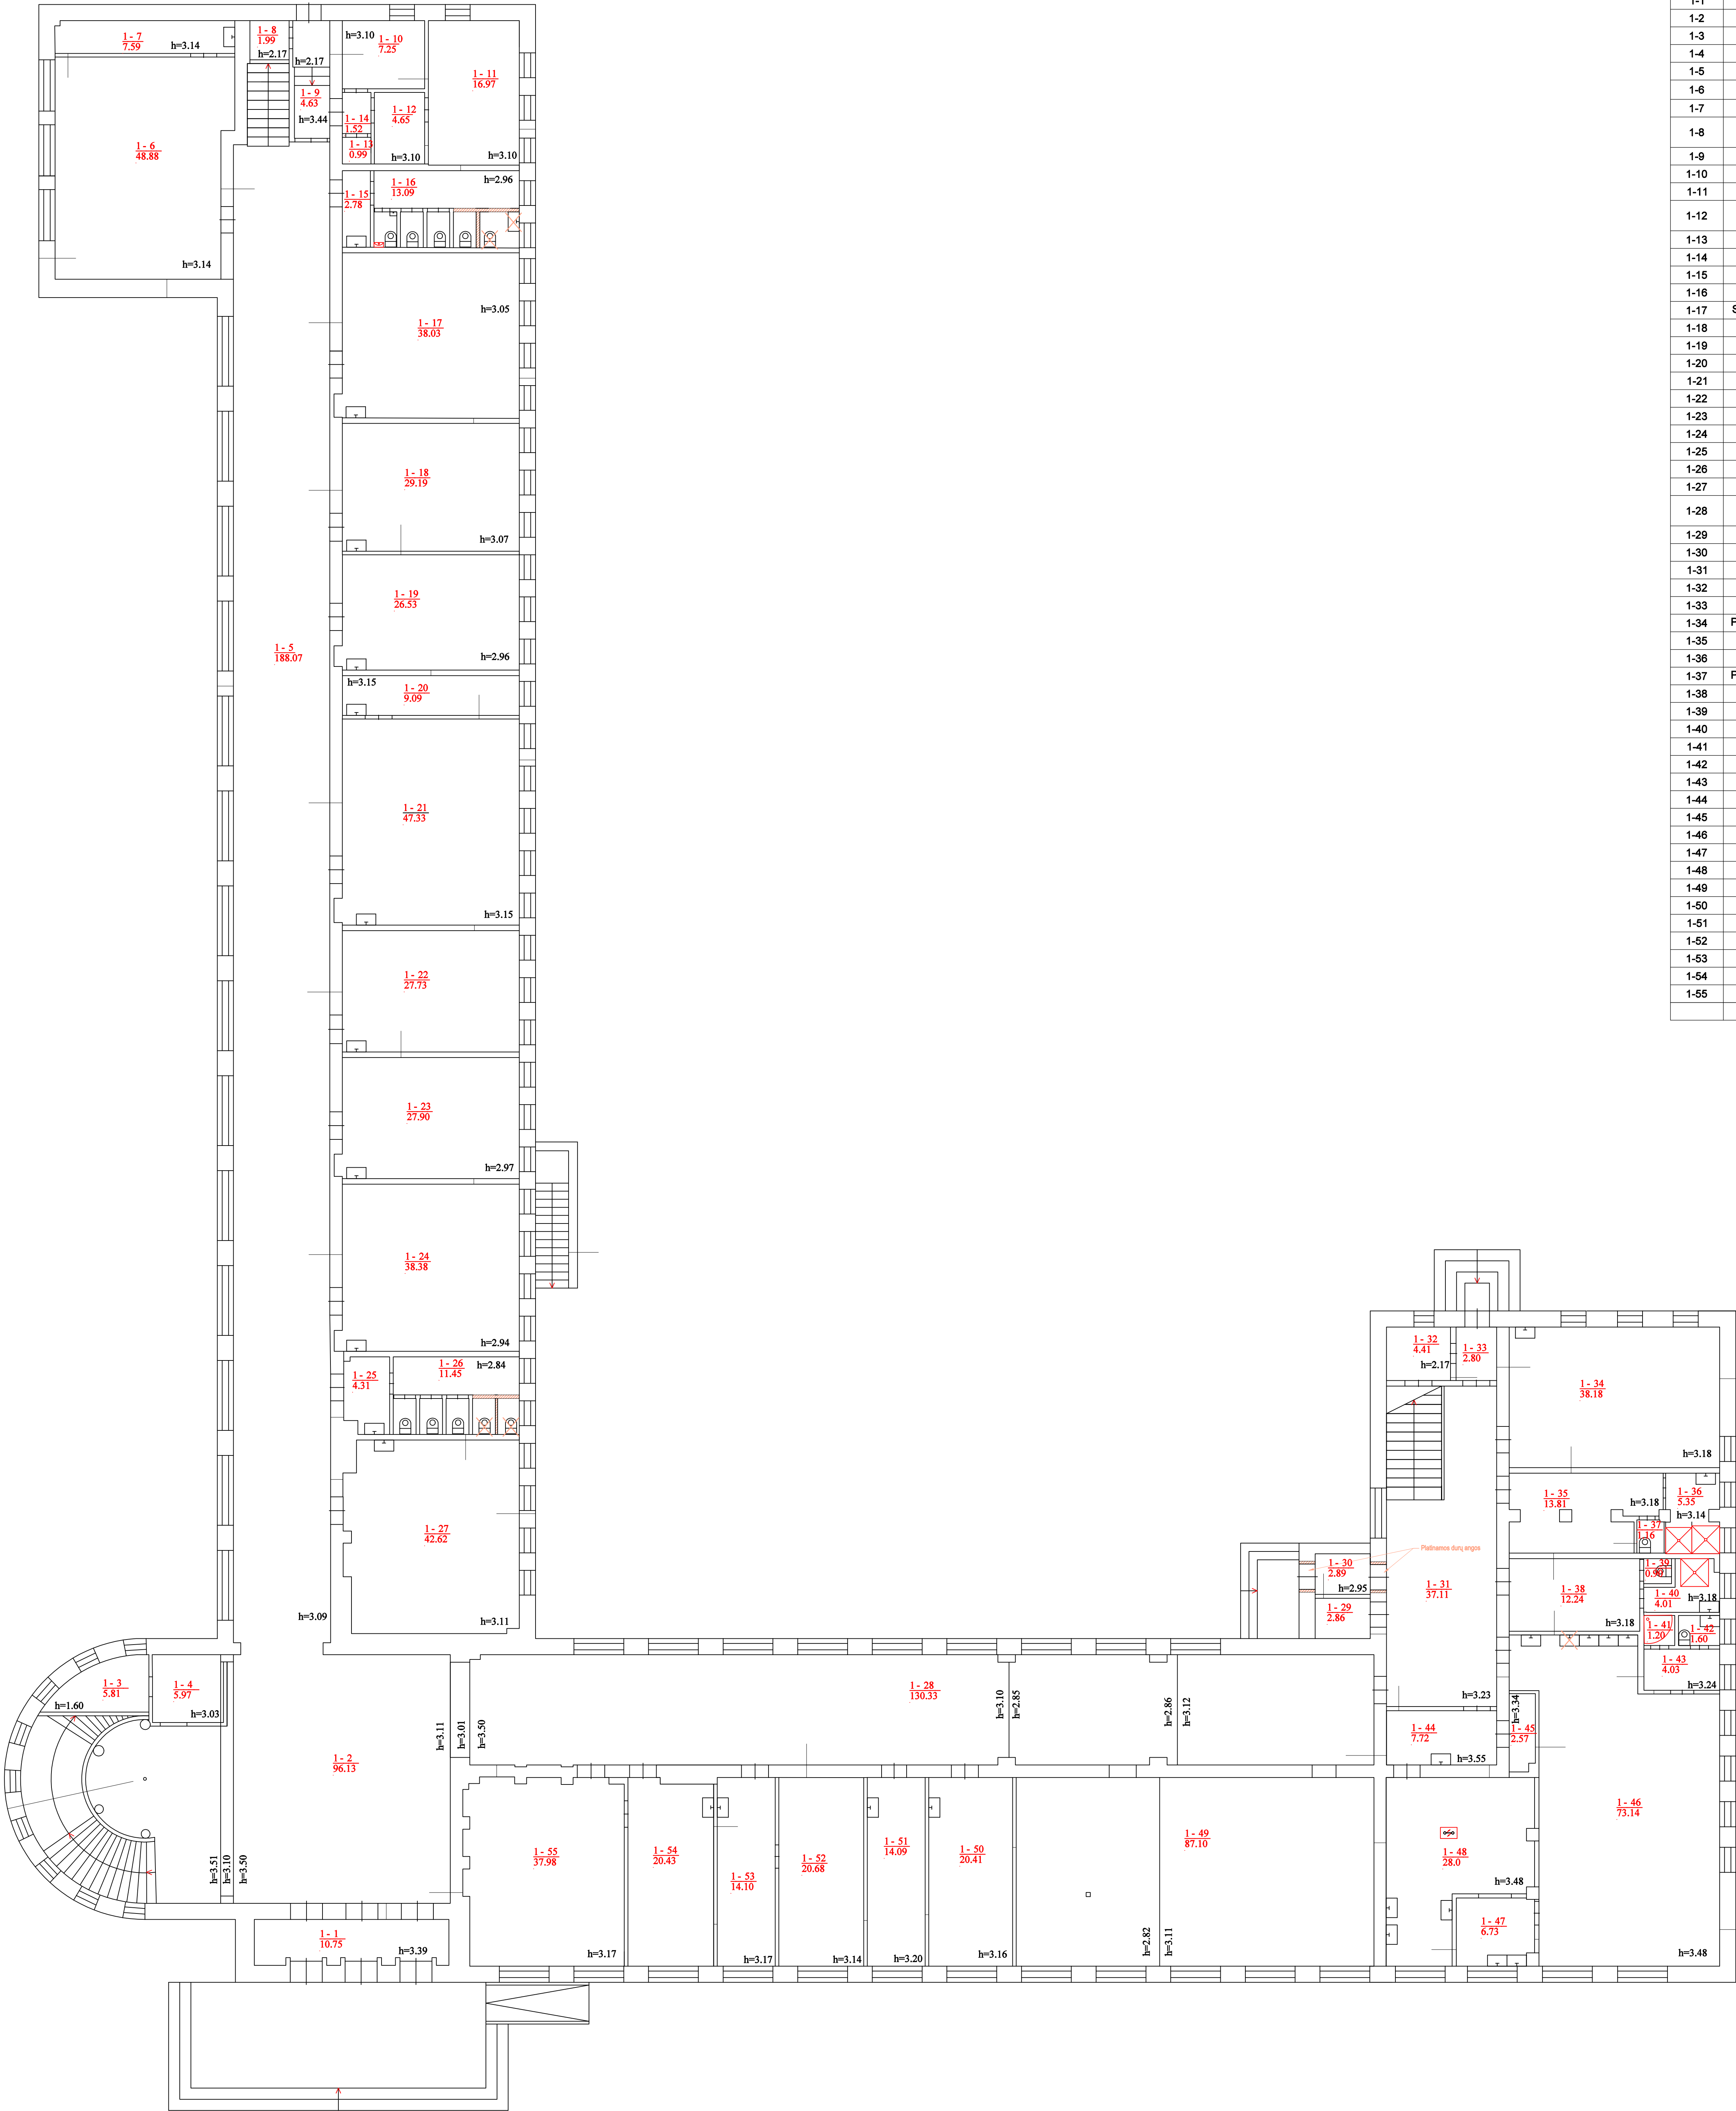 1 - 7
7.59
h=3.14
1 - 8
1.99
h=2.17
h=2.17
1 - 9
4.63
h=3.44
h=3.10
1 - 10
7.25
1 - 11
16.97
h=3.10
1 - 12
4.65
h=3.10
1 - 14
1.52
1 - 13
0.99
1 - 6
48.88
h=3.14
1 - 15
2.78
1 - 16
13.09
h=2.96
h=3.05
1 - 17
38.03
1 - 18
29.19
h=3.07
1 - 19
26.53
h=2.96
1 - 5
188.07
h=3.15
1 - 20
9.09
1 - 21
47.33
h=3.15
1 - 22
27.73
1 - 23
27.90
h=2.97
1 - 24
38.38
h=2.94
1 - 25
4.31
1 - 26
11.45
h=2.84
1 - 27
42.62
h=3.11
h=3.09
1 - 3
5.81
h=1.60
1 - 4
5.97
h=3.03
1 - 2
96.13
h=3.11
h=3.01
h=3.50
h=3.51
h=3.10
h=3.50
1 - 1
10.75
h=3.39
1 - 28
130.33
h=3.10
h=2.85
h=2.86
h=3.12
1 - 55
37.98
h=3.17
1 - 54
20.43
1 - 53
14.10
h=3.17
1 - 52
20.68
h=3.14
1 - 51
14.09
h=3.20
1 - 50
20.41
h=3.16
1 - 49
87.10
h=2.82
h=3.11
1 - 32
4.41
h=2.17
1 - 33
2.80
1 - 34
38.18
h=3.18
1 - 35
13.81
h=3.18
1 - 36
5.35
h=3.14
1 - 37
1.16
Platinamos durų angos
1 - 30
2.89
h=2.95
1 - 29
2.86
1 - 31
37.11
h=3.23
1 - 38
12.24
h=3.18
1 - 39
0.90
1 - 40
4.01
h=3.18
1 - 41
1.20
1 - 42
1.60
1 - 43
4.03
h=3.24
1 - 44
7.72
h=3.55
h=3.34
1 - 45
2.57
1 - 46
73.14
h=3.48
1 - 48
28.0
h=3.48
1 - 47
6.73
1-1
1-2
1-3
1-4
1-5
1-6
1-7
1-8
1-9
1-10
1-11
1-12
1-13
1-14
1-15
1-16
1-17 S
1-18
1-19
1-20
1-21
1-22
1-23
1-24
1-25
1-26
1-27
1-28
1-29
1-30
1-31
1-32
1-33
1-34
1-35
1-36
1-37
1-38
1-39
1-40
1-41
1-42
1-43
1-44
1-45
1-46
1-47
1-48
1-49
1-50
1-51
1-52
1-53
1-54
1-55